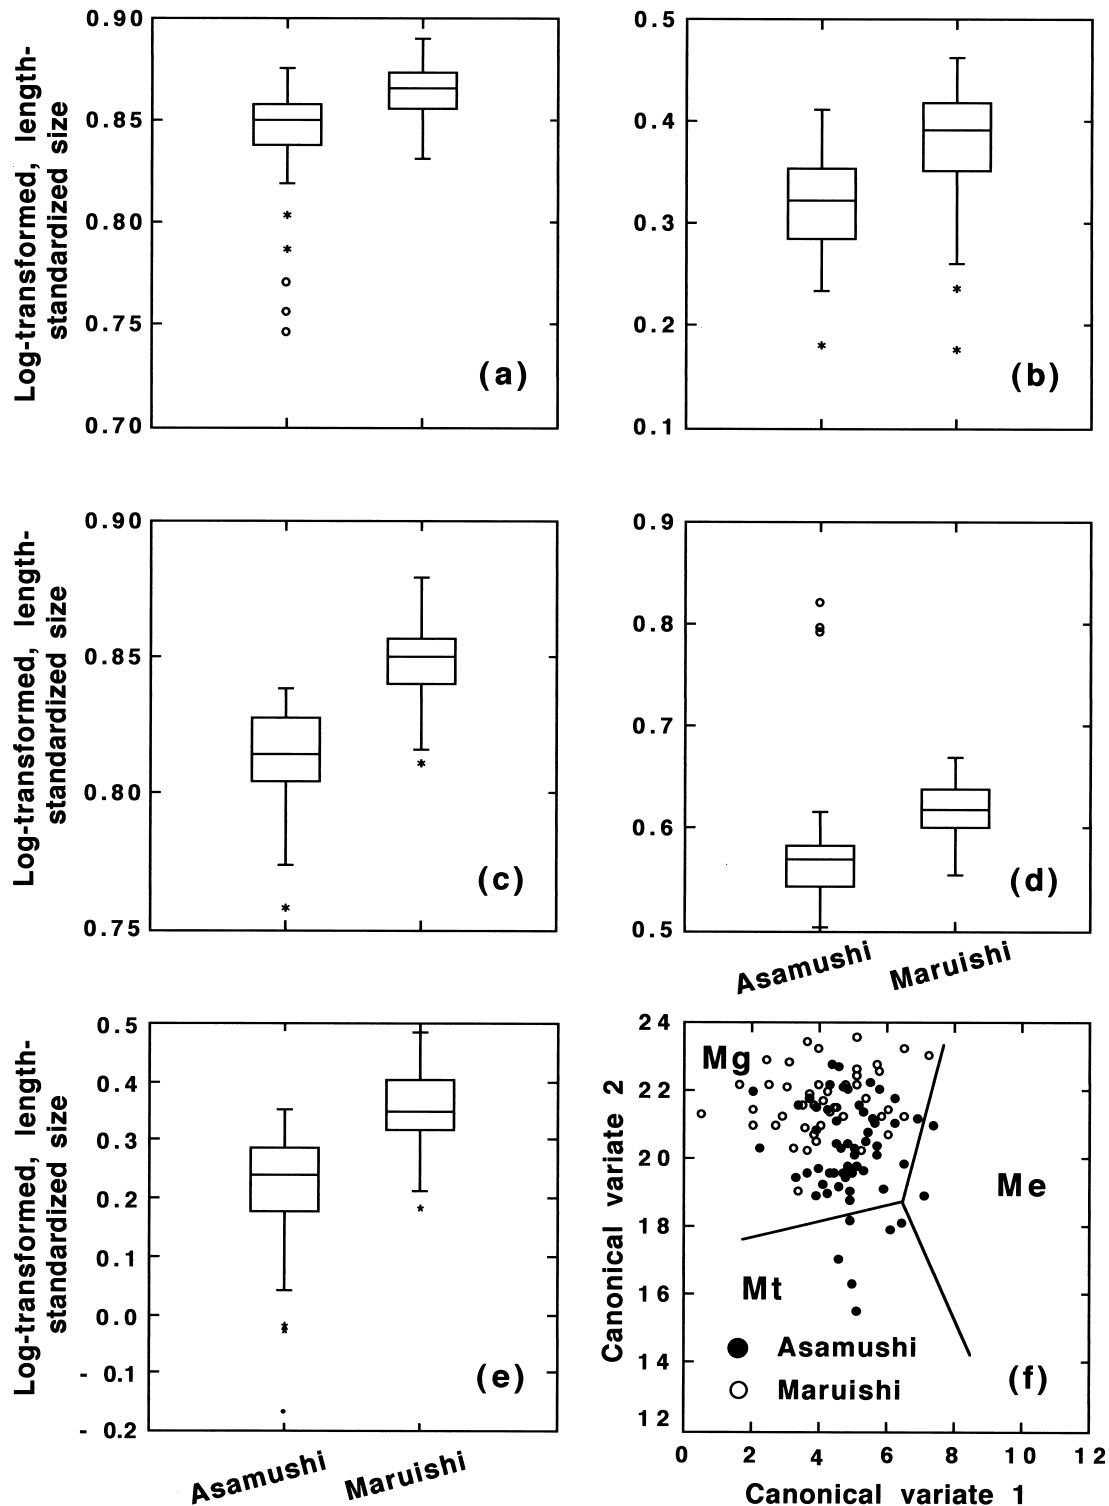 Log-transformed, length-
standardized size
0.90
0.85
0.80
0.75
0.70
(a)
0.5
0.4
0.3
0.2
0.1
(b)
Log-transformed, length-
standardized size
0.90
0.85
0.80
0.75
(c)
0.9
0.8
0.7
0.6
0.5
(d)
Asamushi
Maruishi
Log-transformed, length-
standardized size
0.5
0.4
0.3
0.2
0.1
0.0
- 0.1
- 0.2
(e)
Asamushi
Maruishi
Canonical variate 2
24
22
20
18
16
14
12
Mg
Me
Mt
Asamushi
Maruishi
(f)
0 2 4 6 8 10 12
Canonical variate 1